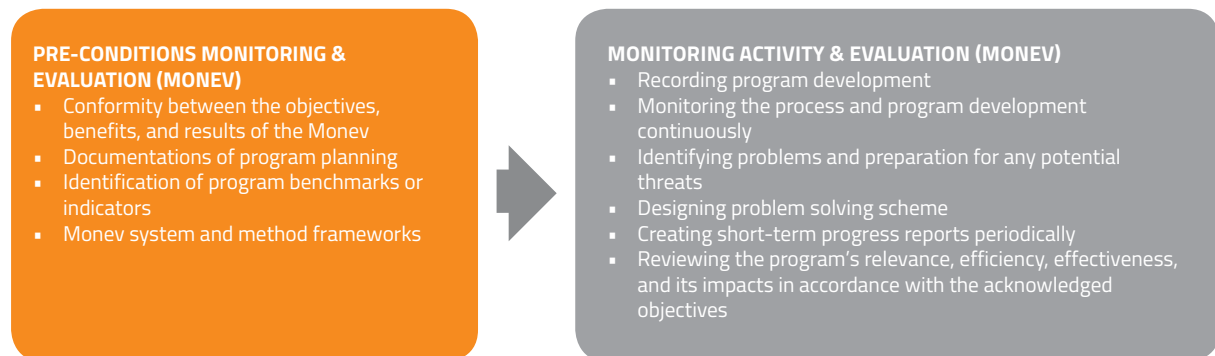 PRE-CONDITIONS MONITORING &
EVALUATION (MONEV)
▪ Conformity between the objectives,
benefits, and results of the Monev
▪ Documentations of program planning
▪ Identification of program benchmarks or
indicators
▪ Monev system and method frameworks
MONITORING ACTIVITY & EVALUATION (MONEV)
▪ Recording program development
▪ Monitoring the process and program development
continuously
▪ Identifying problems and preparation for any potential
threats
▪ Designing problem solving scheme
▪ Creating short-term progress reports periodically
▪ Reviewing the program’s relevance, efficiency, effectiveness,
and its impacts in accordance with the acknowledged
objectives